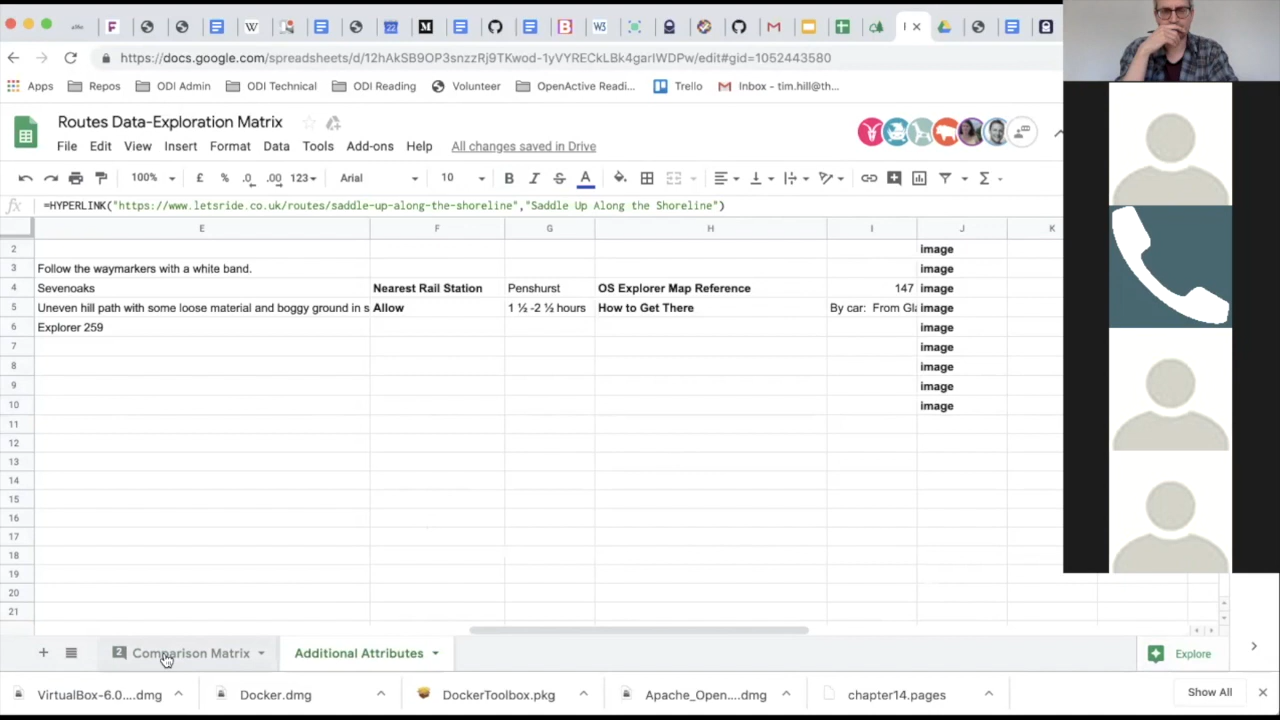 https://docs.google.com/spreadsheets/d/12hAkSB9OP3snzzRj9TKwod-1yVYRECkLBk4garIWDPw/edit#gid=1052443580
Apps Repos ODI Admin ODI Technical ODI Reading Volunteer OpenActive Readi... Trello Inbox - tim.hill@th...
Routes Data-Exploration Matrix
File Edit View Insert Format Data Tools Add-ons Help All changes saved in Drive
100% £ % .0 .00 123 Arial 10 B I S A
fx =HYPERLINK("https://www.letsride.co.uk/routes/saddle-up-along-the-shoreline","Saddle Up Along the Shoreline")
E F G H I J K
2 image
3 Follow the waymarkers with a white band. image
4 Sevenoaks Nearest Rail Station Penshurst OS Explorer Map Reference 147 image
5 Uneven hill path with some loose material and boggy ground in s Allow 1 ½ -2 ½ hours How to Get There By car: From Gla image
6 Explorer 259 image
7 image
8 image
9 image
10 image
11
12
13
14
15
16
17
18
19
20
21
2 Comparison Matrix Additional Attributes Explore
VirtualBox-6.0....dmg Docker.dmg DockerToolbox.pkg Apache_Open....dmg chapter14.pages Show All